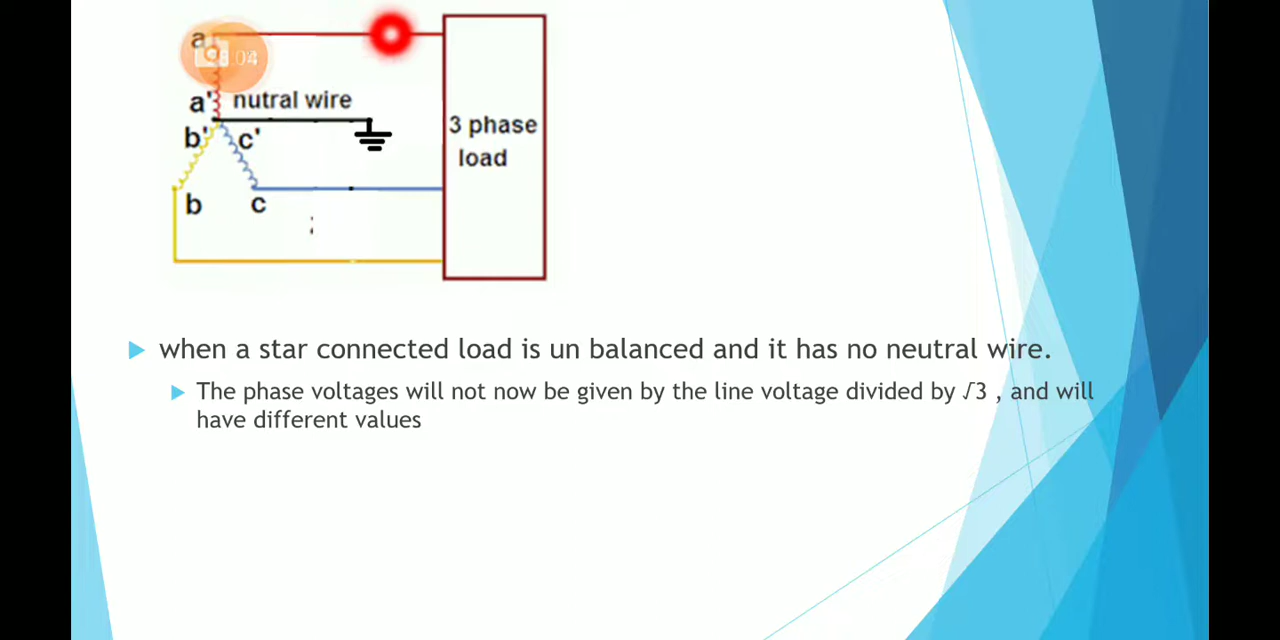 a
:04
a' nutral wire
b' c'
3 phase
load
b c
when a star connected load is un balanced and it has no neutral wire.
The phase voltages will not now be given by the line voltage divided by √3 , and will
have different values